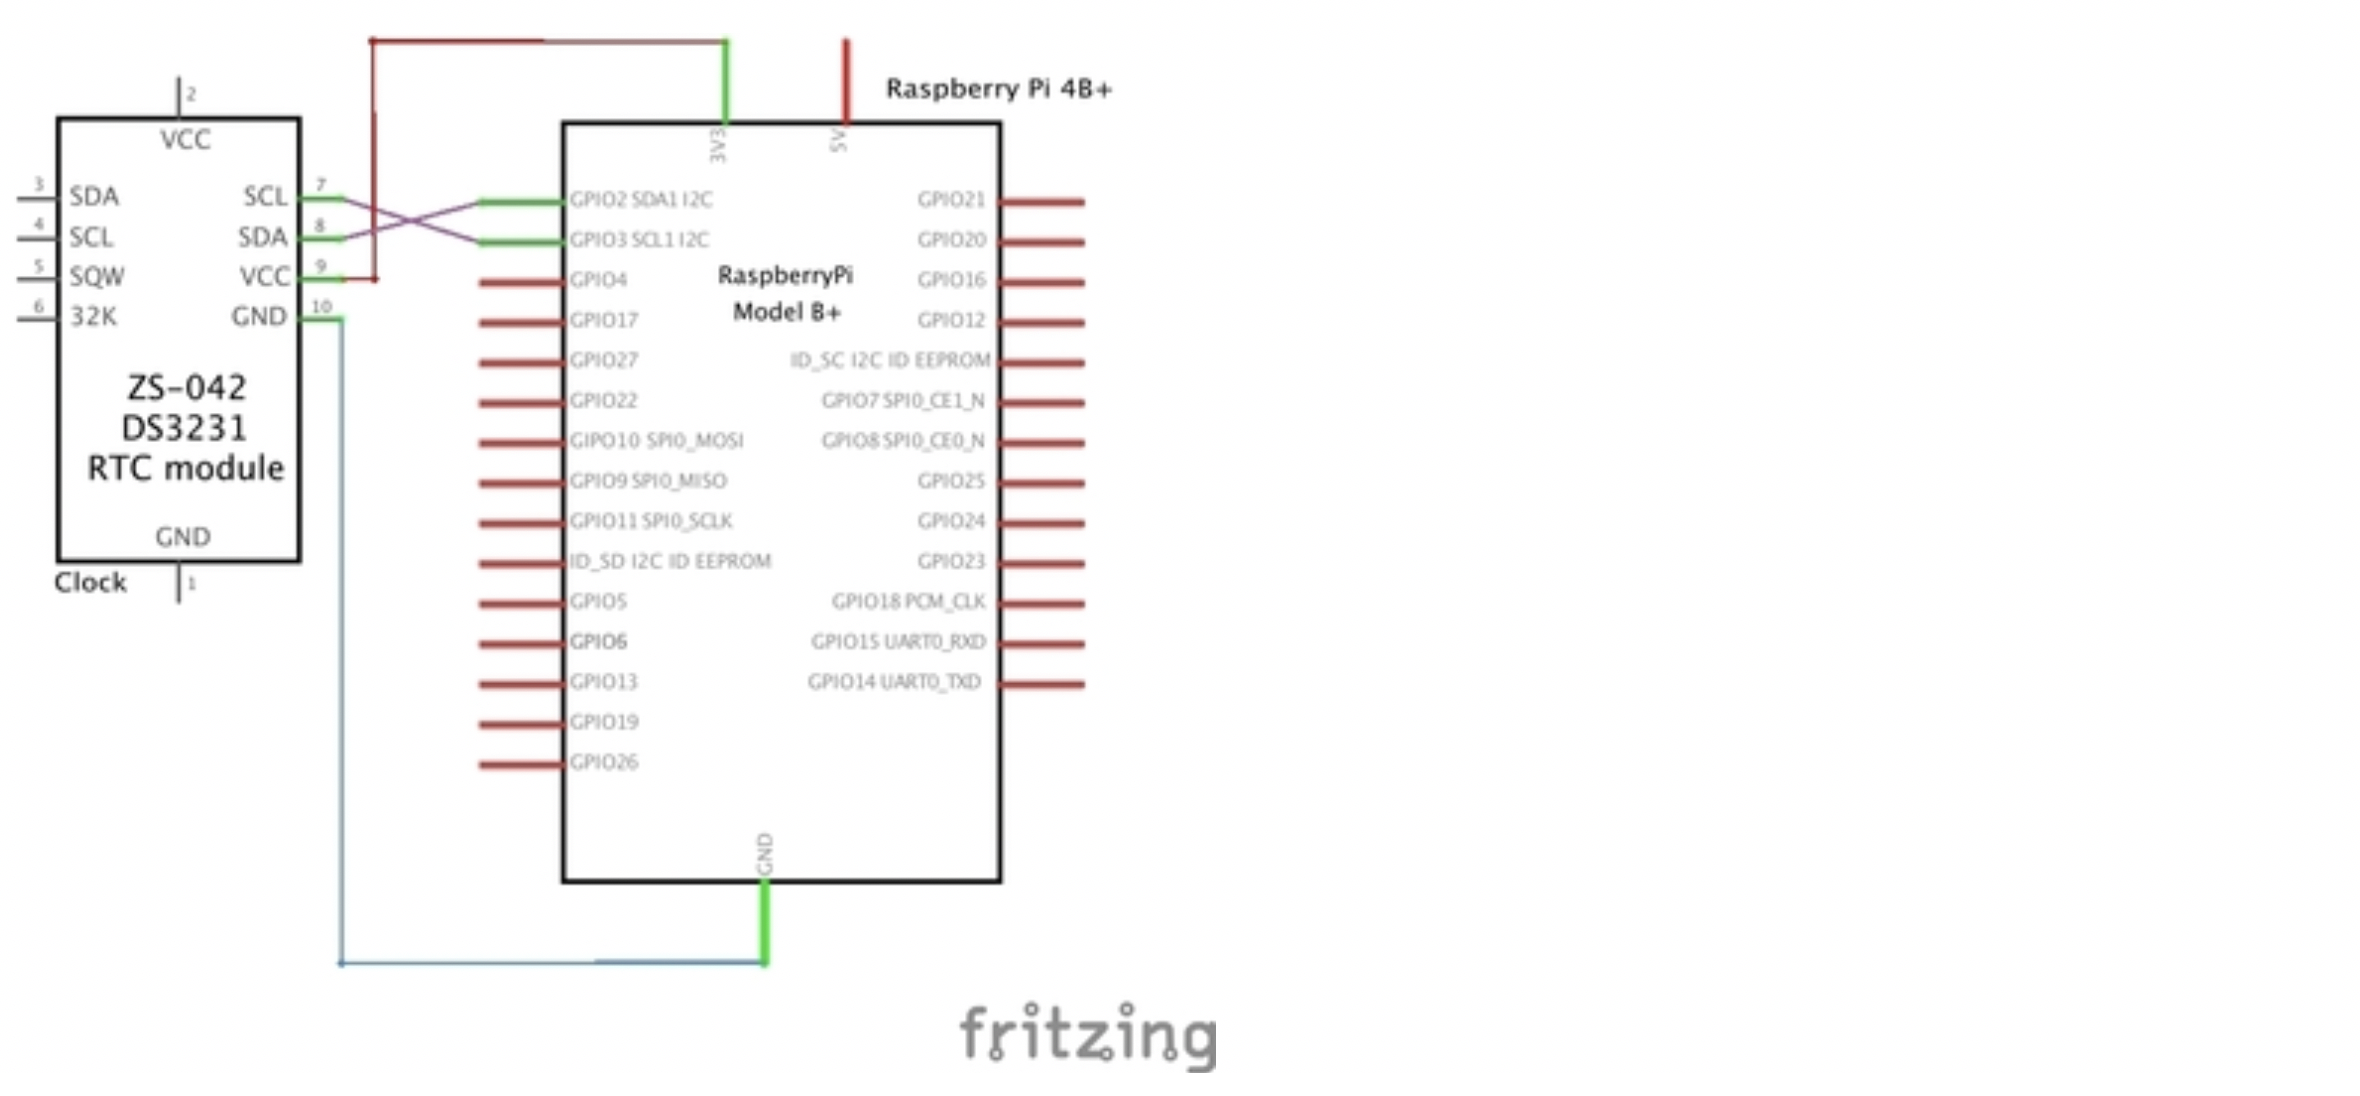 Raspberry Pi 4B+
2
VCC
3 SDA
4 SCL
5 SQW
6 32K
SCL 7
SDA 8
VCC 9
GND 10
ZS-042
DS3231
RTC module
GND
1
Clock
3V3
5V
GPIO2 SDA1 I2C
GPIO3 SCL1 I2C
GPIO4
GPIO17
GPIO27
GPIO22
GIPO10 SPI0_MOSI
GPIO9 SPI0_MISO
GPIO11 SPI0_SCLK
ID_SD I2C ID EEPROM
GPIO5
GPIO6
GPIO13
GPIO19
GPIO26
RaspberryPi
Model B+
GPIO21
GPIO20
GPIO16
GPIO12
ID_SC I2C ID EEPROM
GPIO7 SPI0_CE1_N
GPIO8 SPI0_CE0_N
GPIO25
GPIO24
GPIO23
GPIO18 PCM_CLK
GPIO15 UART0_RXD
GPIO14 UART0_TXD
GND
fritzing